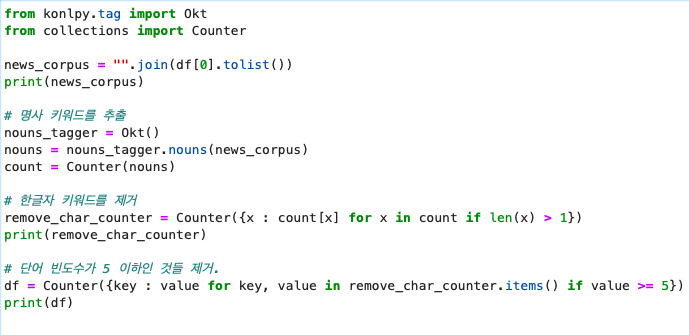 from konlpy.tag import Okt
from collections import Counter
news_corpus = "".join(df[0].tolist())
print(news_corpus)
# 명사 키워드를 추출
nouns_tagger = Okt()
nouns = nouns_tagger.nouns(news_corpus)
count = Counter(nouns)
# 한글자 키워드를 제거
remove_char_counter = Counter({x : count[x] for x in count if len(x) > 1})
print(remove_char_counter)
# 단어 빈도수가 5 이하인 것들 제거.
df = Counter({key : value for key, value in remove_char_counter.items() if value >= 5})
print(df)